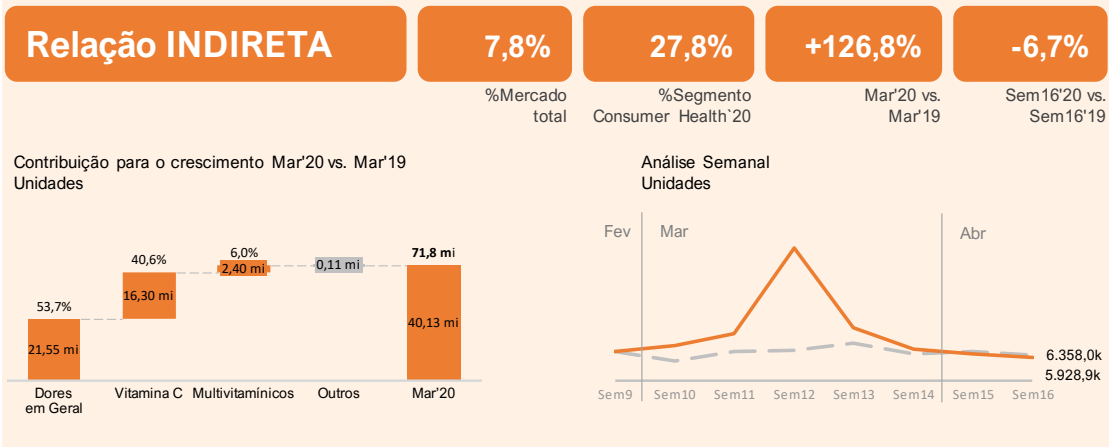 Relação INDIRETA
7,8%
27,8%
+126,8%
-6,7%
%Mercado
total
%Segmento
Consumer Health`20
Mar'20 vs.
Mar'19
Sem16'20 vs.
Sem16'19
Contribuição para o crescimento Mar'20 vs. Mar'19
Unidades
53,7%
21,55 mi
40,6%
16,30 mi
6,0%
2,40 mi
0,11 mi
71,8 mi
40,13 mi
Dores
em Geral
Vitamina C
Multivitamínicos
Outros
Mar'20
Análise Semanal
Unidades
Fev
Mar
Abr
6.358,0k
5.928,9k
Sem9
Sem10
Sem11
Sem12
Sem13
Sem14
Sem15
Sem16